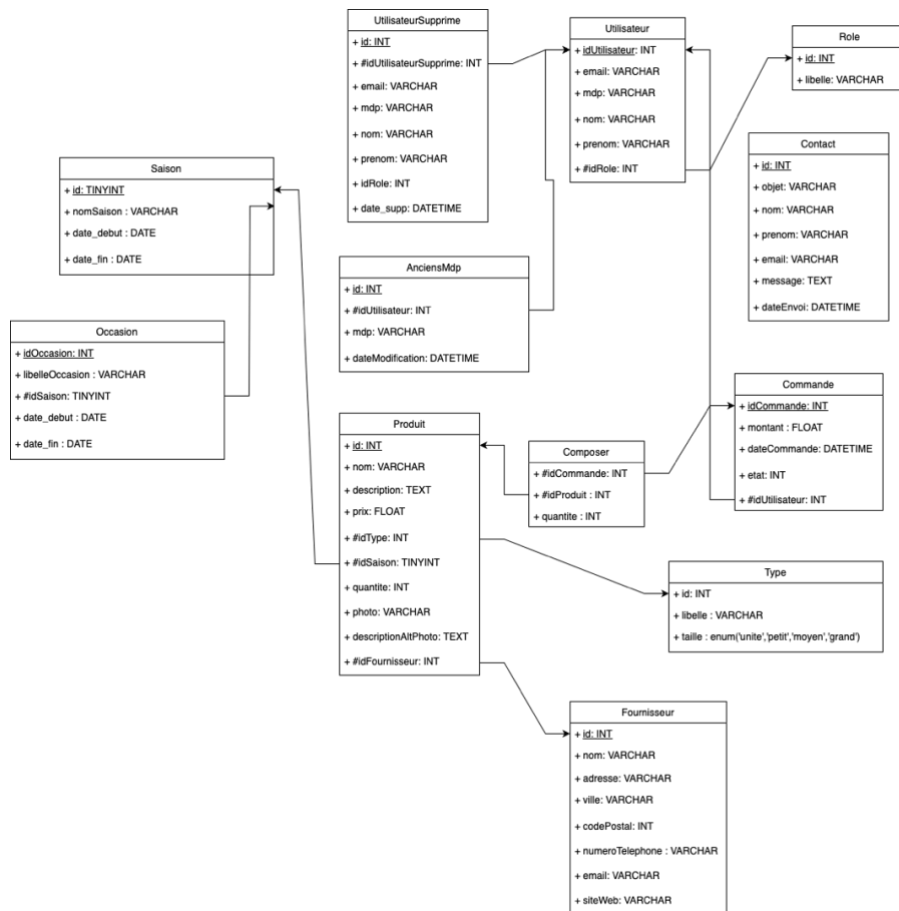 UtilisateurSupprime
+ id: INT
+ #idUtilisateurSupprime: INT
+ email: VARCHAR
+ mdp: VARCHAR
+ nom: VARCHAR
+ prenom: VARCHAR
+ idRole: INT
+ date_supp: DATETIME
Utilisateur
+ idUtilisateur: INT
+ email: VARCHAR
+ mdp: VARCHAR
+ nom: VARCHAR
+ prenom: VARCHAR
+ #idRole: INT
Role
+ id: INT
+ libelle: VARCHAR
Contact
+ id: INT
+ objet: VARCHAR
+ nom: VARCHAR
+ prenom: VARCHAR
+ email: VARCHAR
+ message: TEXT
+ dateEnvoi: DATETIME
Saison
+ id: TINYINT
+ nomSaison : VARCHAR
+ date_debut : DATE
+ date_fin : DATE
AnciensMdp
+ id: INT
+ #idUtilisateur: INT
+ mdp: VARCHAR
+ dateModification: DATETIME
Occasion
+ idOccasion: INT
+ libelleOccasion : VARCHAR
+ #idSaison: TINYINT
+ date_debut : DATE
+ date_fin : DATE
Produit
+ id: INT
+ nom: VARCHAR
+ description: TEXT
+ prix: FLOAT
+ #idType: INT
+ #idSaison: TINYINT
+ quantite: INT
+ photo: VARCHAR
+ descriptionAltPhoto: TEXT
+ #idFournisseur: INT
Composer
+ #idCommande: INT
+ #idProduit : INT
+ quantite : INT
Commande
+ idCommande: INT
+ montant : FLOAT
+ dateCommande: DATETIME
+ etat: INT
+ #idUtilisateur: INT
Type
+ id: INT
+ libelle : VARCHAR
+ taille : enum('unite','petit','moyen','grand')
Fournisseur
+ id: INT
+ nom: VARCHAR
+ adresse: VARCHAR
+ ville: VARCHAR
+ codePostal: INT
+ numeroTelephone : VARCHAR
+ email: VARCHAR
+ siteWeb: VARCHAR